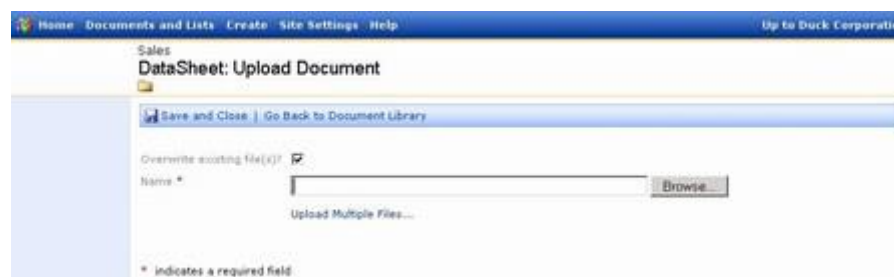 Home Documents and Lists Create Site Settings Help Up to Duck Corporati
Sales
DataSheet: Upload Document
Save and Close | Go Back to Document Library
Overwrite existing file(s)?
Name *
Browse...
Upload Multiple Files...
* indicates a required field